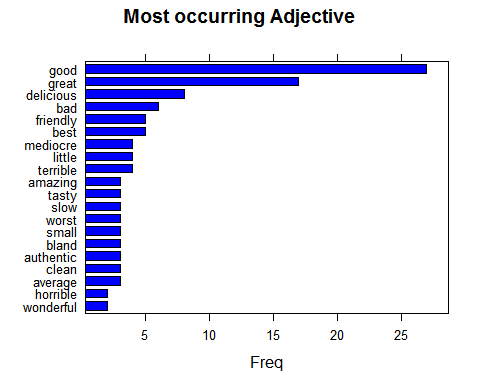 Most occurring Adjective
good
great
delicious
bad
friendly
best
mediocre
little
terrible
amazing
tasty
slow
worst
small
bland
authentic
clean
average
horrible
wonderful
5 10 15 20 25
Freq